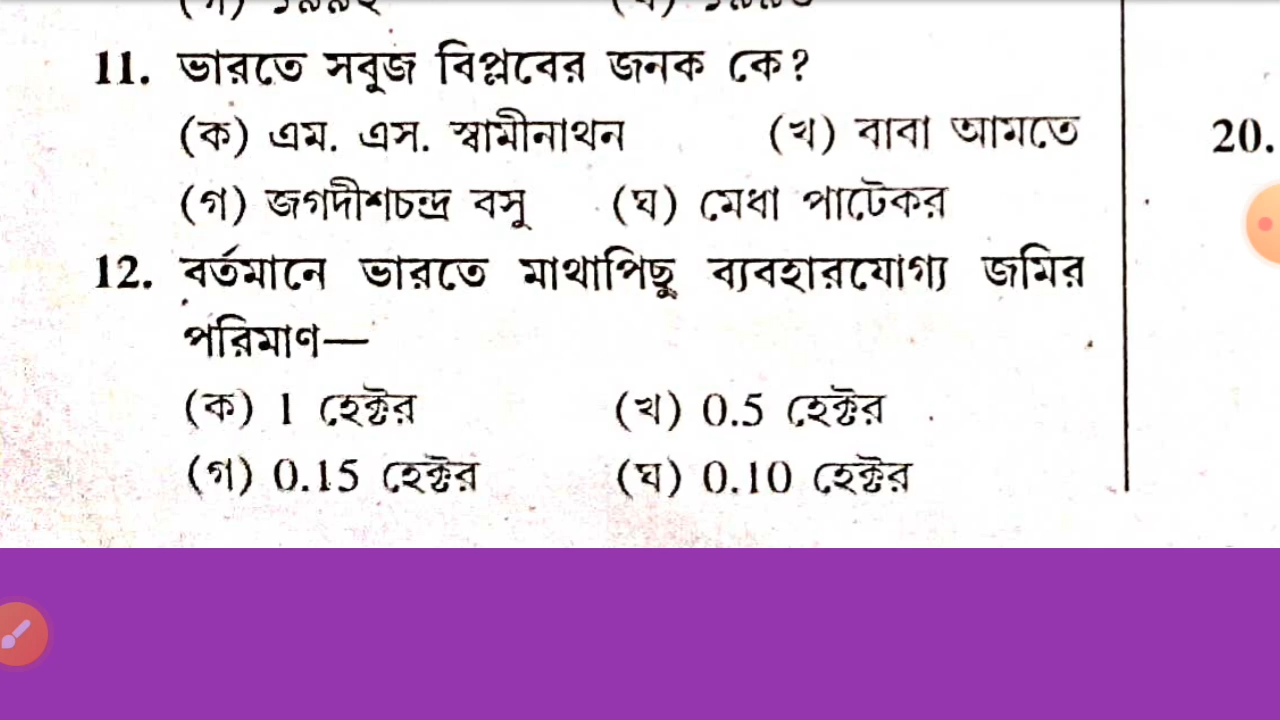 11. ভারতে সবুজ বিপ্লবের জনক কে?
(ক) এম. এস. স্বামীনাথন (খ) বাবা আমতে
(গ) জগদীশচন্দ্র বসু (ঘ) মেধা পাটেকর
12. বর্তমানে ভারতে মাথাপিছু ব্যবহারযোগ্য জমির
পরিমাণ—
(ক) 1 হেক্টর (খ) 0.5 হেক্টর
(গ) 0.15 হেক্টর (ঘ) 0.10 হেক্টর
20.